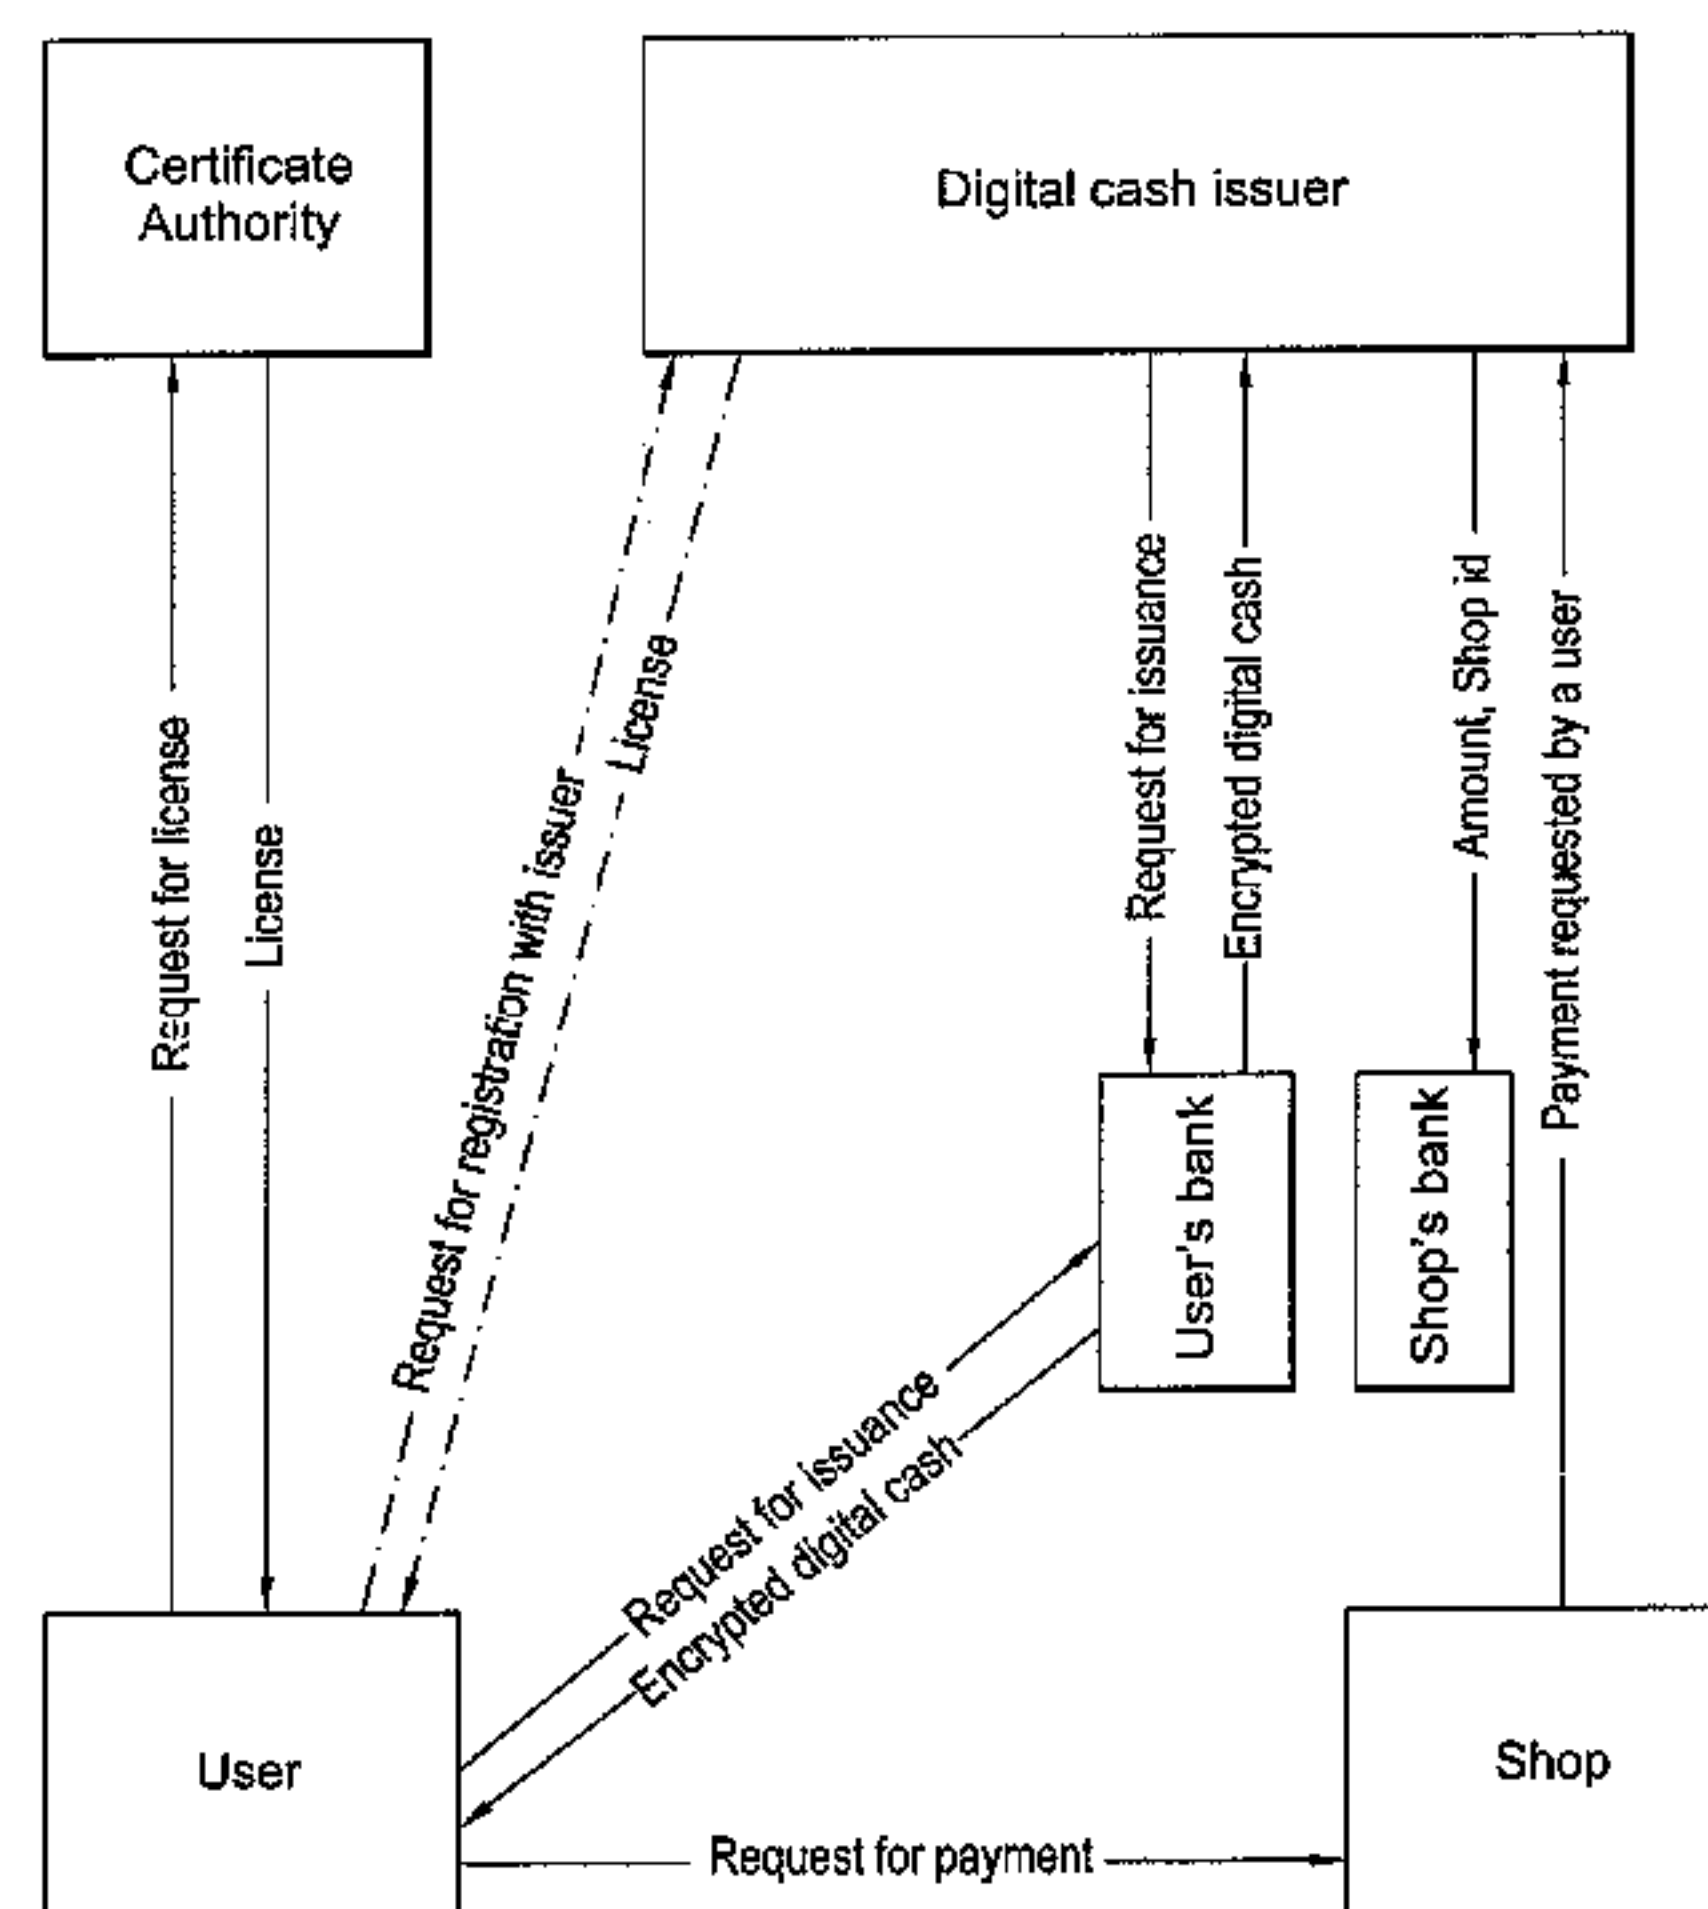 Certificate
Authority
Digital cash issuer
Request for license
License
Request for registration with issuer
License
Request for issuance
Encrypted digital cash
Amount, Shop id
Payment requested by a user
User's bank
Shop's bank
Request for issuance
Encrypted digital cash
User
Request for payment
Shop